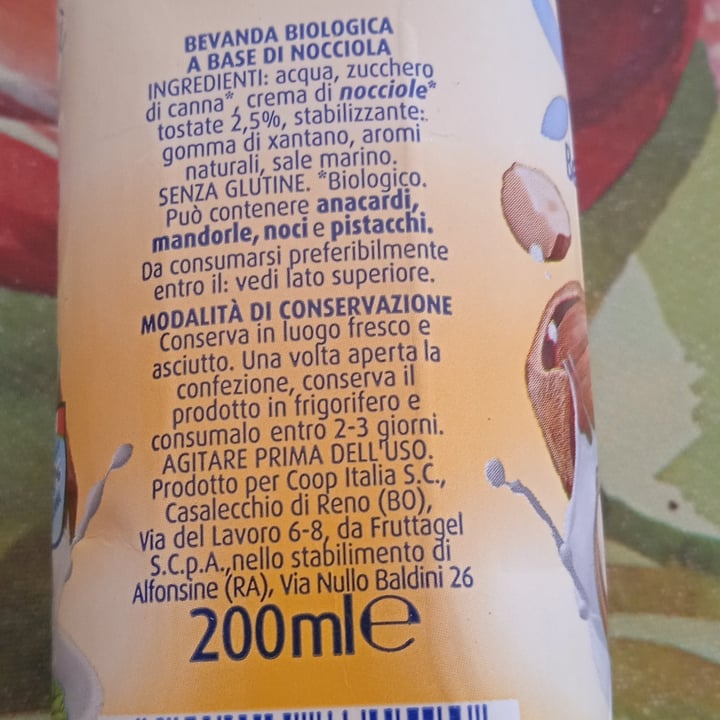 BEVANDA BIOLOGICA
A BASE DI NOCCIOLA
INGREDIENTI: acqua, zucchero
di canna*, crema di nocciole*
tostate 2,5%, stabilizzante:
gomma di xantano, aromi
naturali, sale marino.
SENZA GLUTINE. *Biologico.
Può contenere anacardi,
mandorle, noci e pistacchi.
Da consumarsi preferibilmente
entro il: vedi lato superiore.
MODALITÀ DI CONSERVAZIONE
Conserva in luogo fresco e
asciutto. Una volta aperta la
confezione, conserva il
prodotto in frigorifero e
consumalo entro 2-3 giorni.
AGITARE PRIMA DELL'USO.
Prodotto per Coop Italia S.C.,
Casalecchio di Reno (BO),
Via del Lavoro 6-8, da Fruttagel
S.C.p.A., nello stabilimento di
Alfonsine (RA), Via Nullo Baldini 26
200ml e